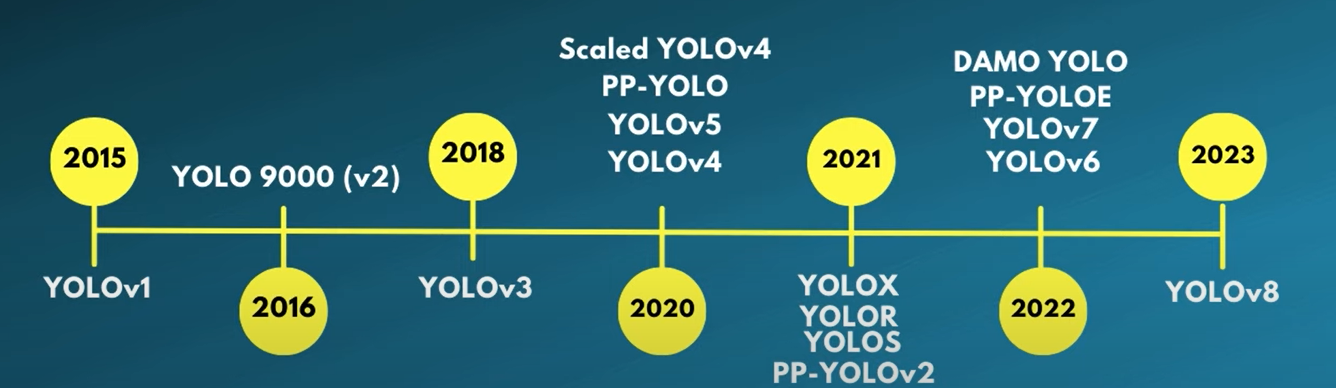 2015
YOLOv1
YOLO 9000 (v2)
2016
2018
YOLOv3
Scaled YOLOv4
PP-YOLO
YOLOv5
YOLOv4
2020
2021
YOLOX
YOLOR
YOLOS
PP-YOLOv2
DAMO YOLO
PP-YOLOE
YOLOv7
YOLOv6
2022
2023
YOLOv8